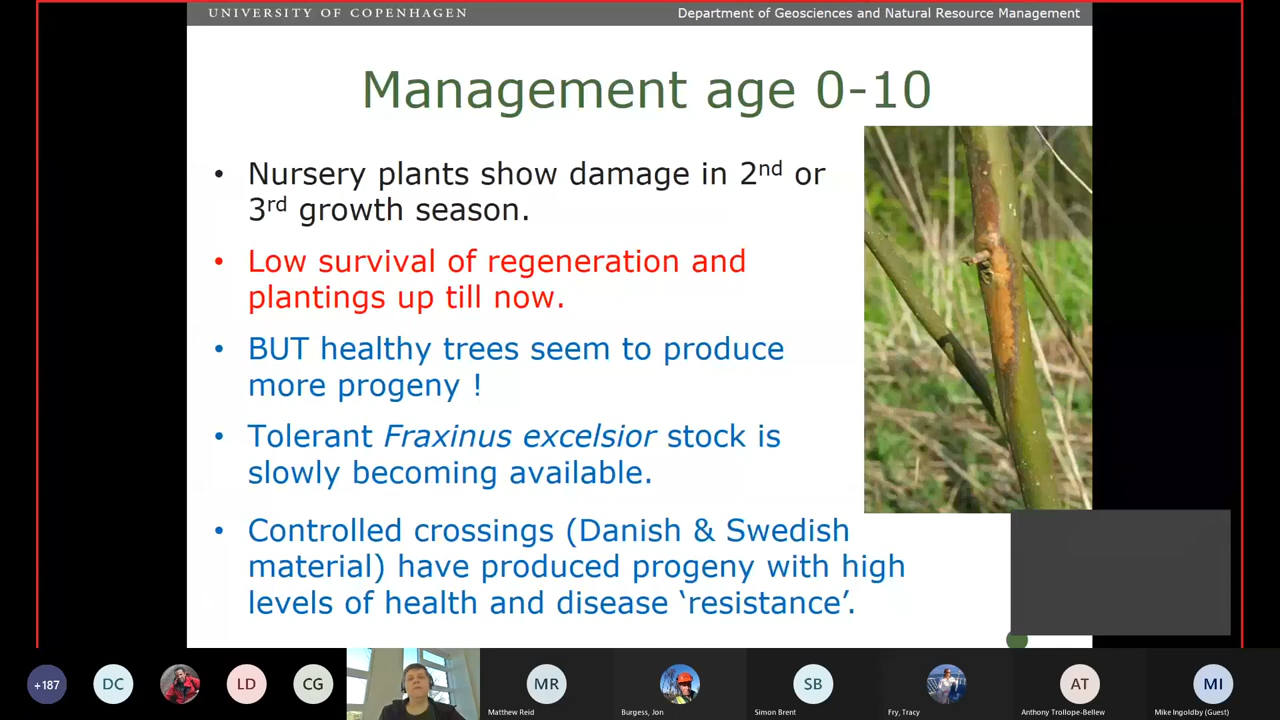 UNIVERSITY OF COPENHAGEN
Department of Geosciences and Natural Resource Management
Management age 0-10
• Nursery plants show damage in 2nd or
3rd growth season.
• Low survival of regeneration and
plantings up till now.
• BUT healthy trees seem to produce
more progeny !
• Tolerant Fraxinus excelsior stock is
slowly becoming available.
• Controlled crossings (Danish & Swedish
material) have produced progeny with high
levels of health and disease ‘resistance’.
+187
DC
LD
CG
MR
SB
AT
MI
Matthew Reid
Burgess, Jon
Simon Brent
Fry, Tracy
Anthony Trollope-Bellew
Mike Ingoldby (Guest)